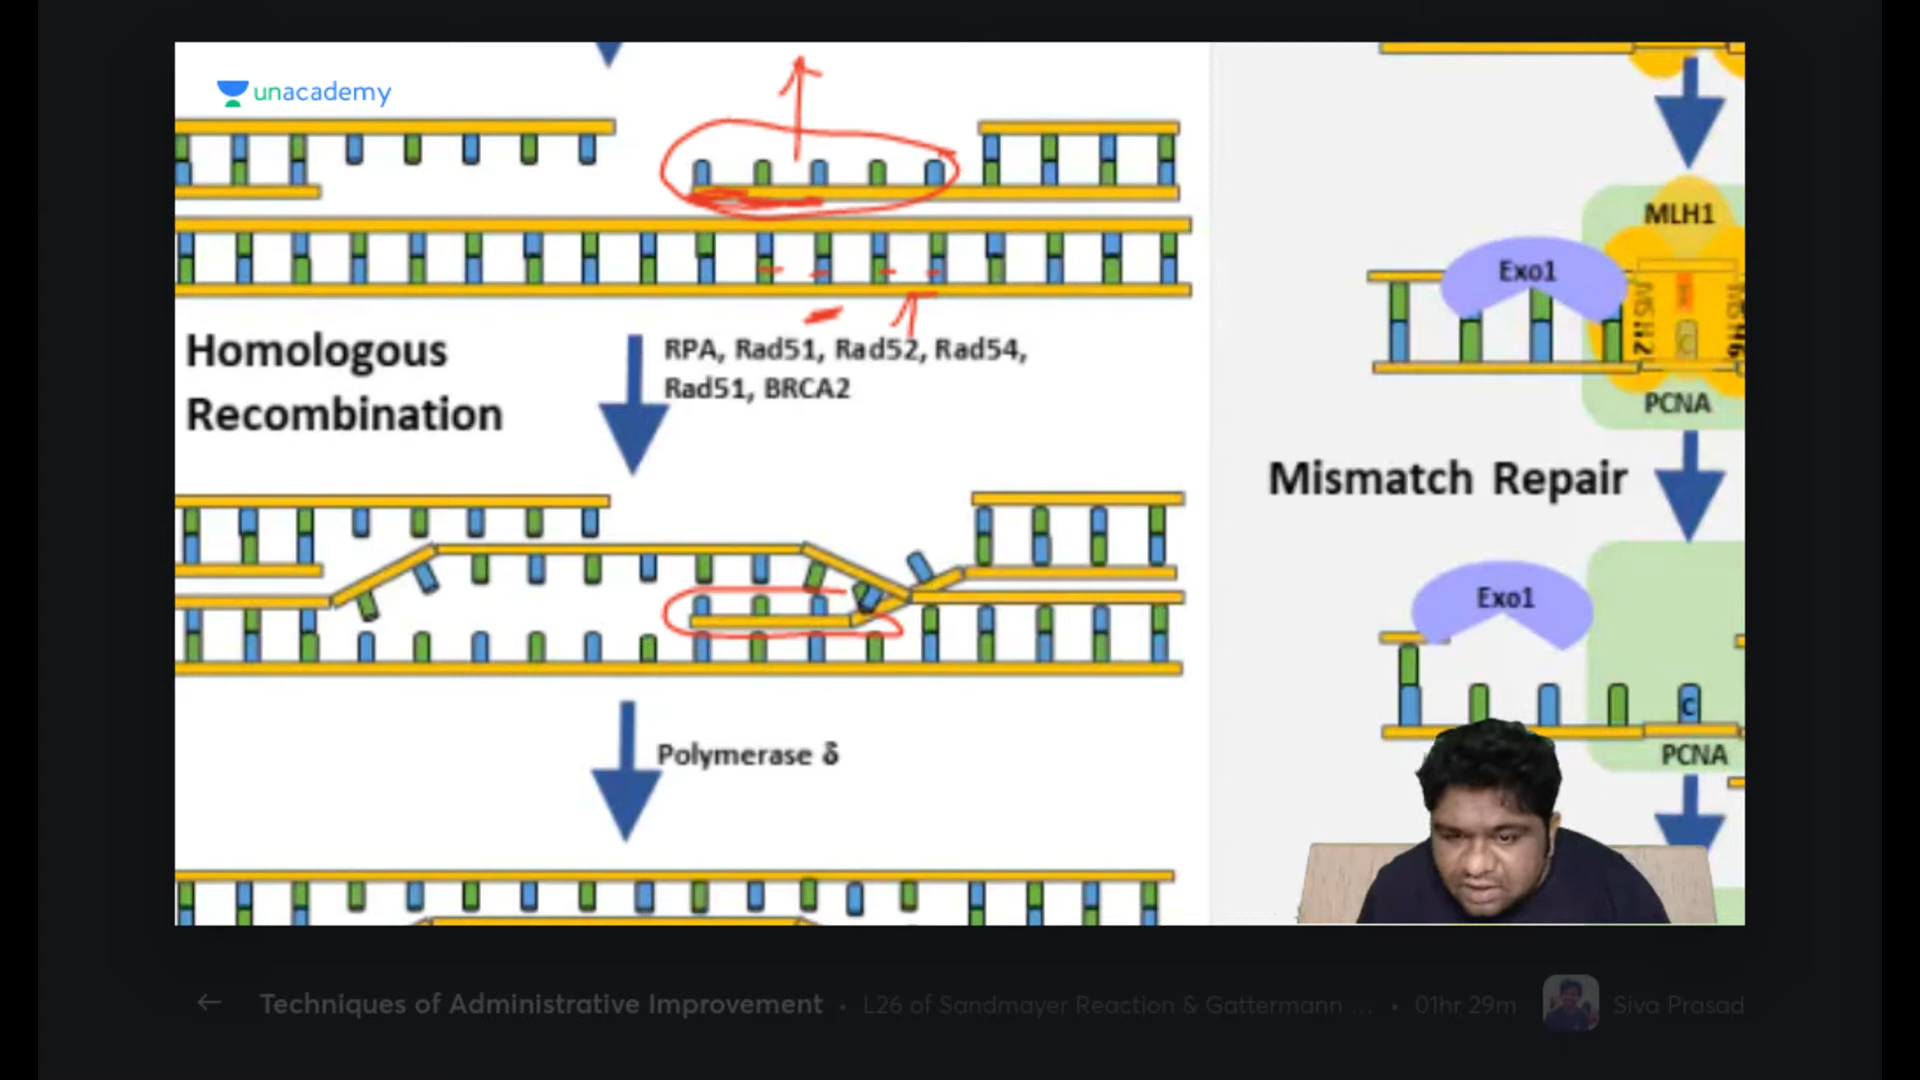 unacademy
Homologous
Recombination
RPA, Rad51, Rad52, Rad54,
Rad51, BRCA2
Polymerase δ
MLH1
Exo1
MSH2
C
PCNA
Mismatch Repair
Exo1
C
PCNA
Techniques of Administrative Improvement • L26 of Sandmayer Reaction & Gattermann ... • 01hr 29m Siva Prasad